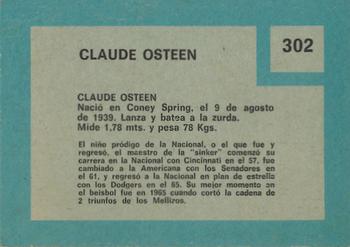 302
CLAUDE OSTEEN
CLAUDE OSTEEN
Nació en Coney Spring, el 9 de agosto
de 1939. Lanza y batea a la zurda.
Mide 1.78 mts. y pesa 78 Kgs.
El niño pródigo de la Nacional, o el que fue y
regresó, el maestro de la "sinker" comenzó su
carrera en la Nacional con Cincinnati en el 57, fue
cambiado a la Americana con los Senadores en
el 61, y regresó a la Nacional en plan de estrella
con los Dodgers en el 65. Su mejor momento en
el beisbol fue en 1965 cuando cortó la cadena de
2 triunfos de los Mellizos.